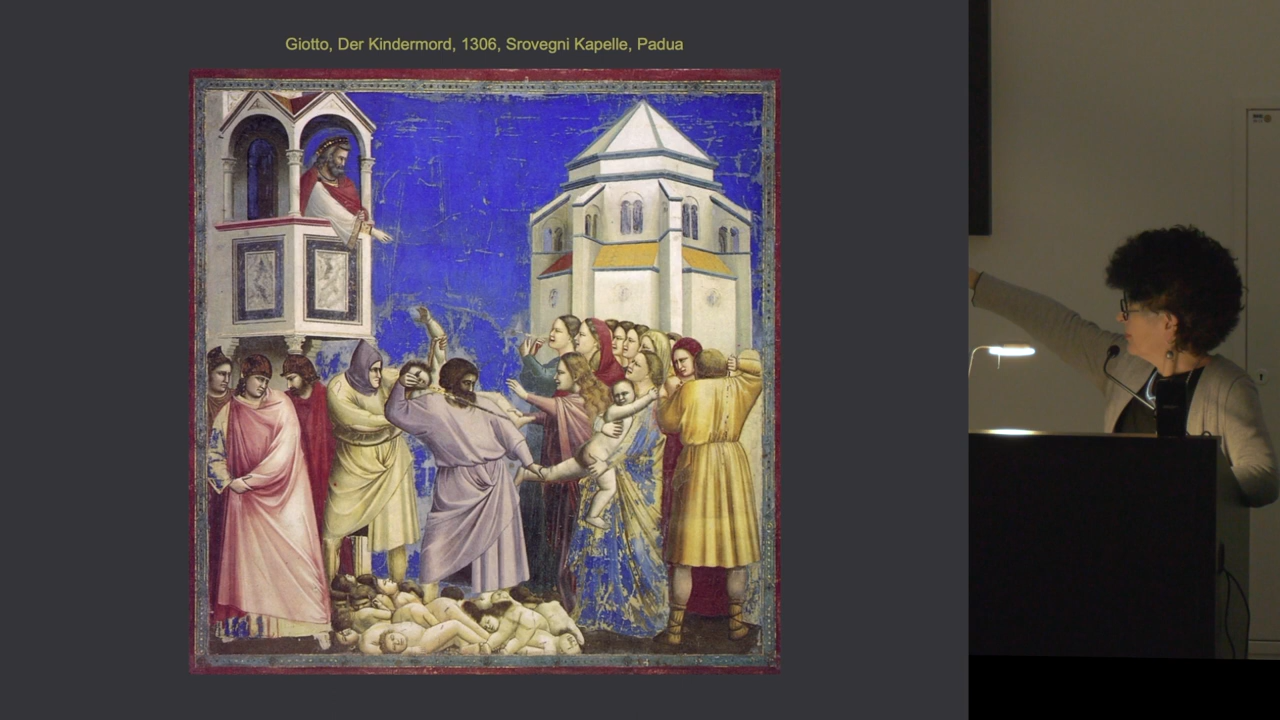 Giotto, Der Kindermord, 1306, Srovegni Kapelle, Padua